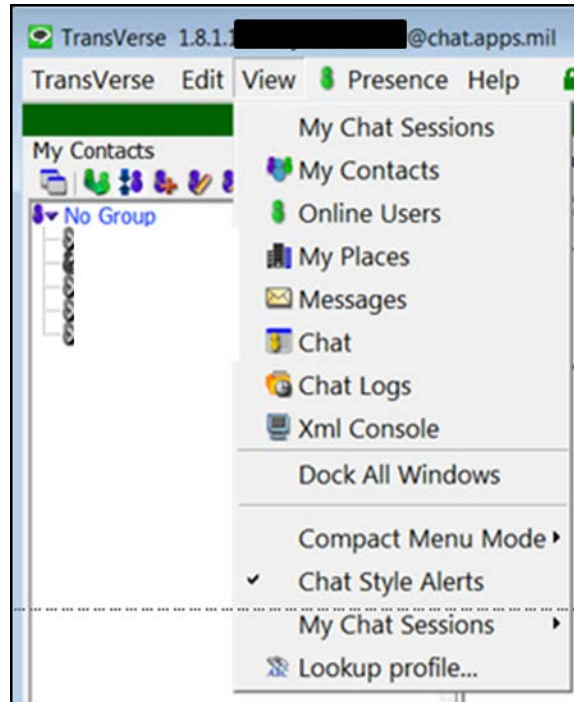 TransVerse 1.8.1.1 @chat.apps.mil
TransVerse Edit View Presence Help
My Contacts
No Group
My Chat Sessions
My Contacts
Online Users
My Places
Messages
Chat
Chat Logs
Xml Console
Dock All Windows
Compact Menu Mode
Chat Style Alerts
My Chat Sessions
Lookup profile...